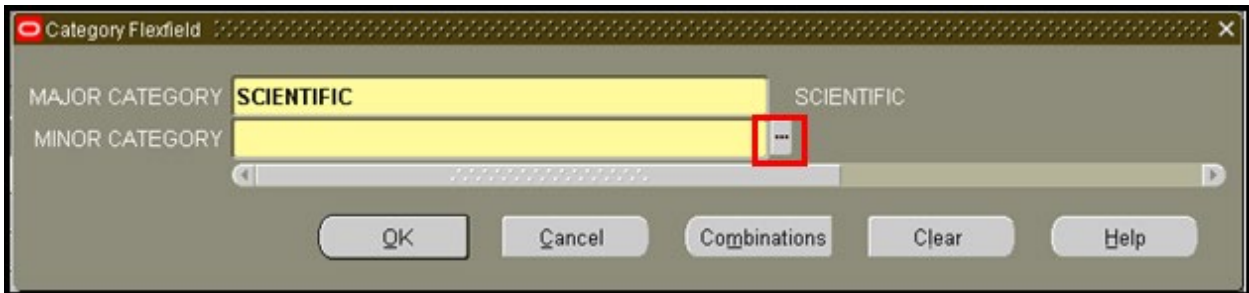 Category Flexfield
MAJOR CATEGORY SCIENTIFIC SCIENTIFIC
MINOR CATEGORY
OK Cancel Combinations Clear Help